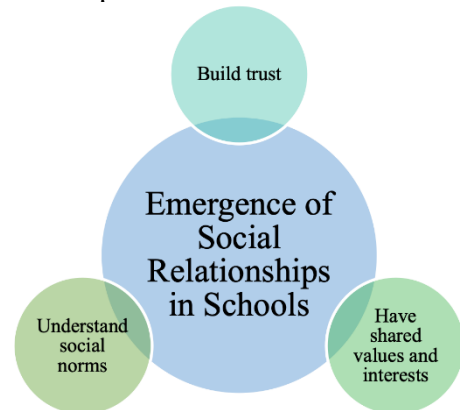 Build trust
Emergence of
Social
Relationships
in Schools
Understand
social
norms
Have
shared
values and
interests